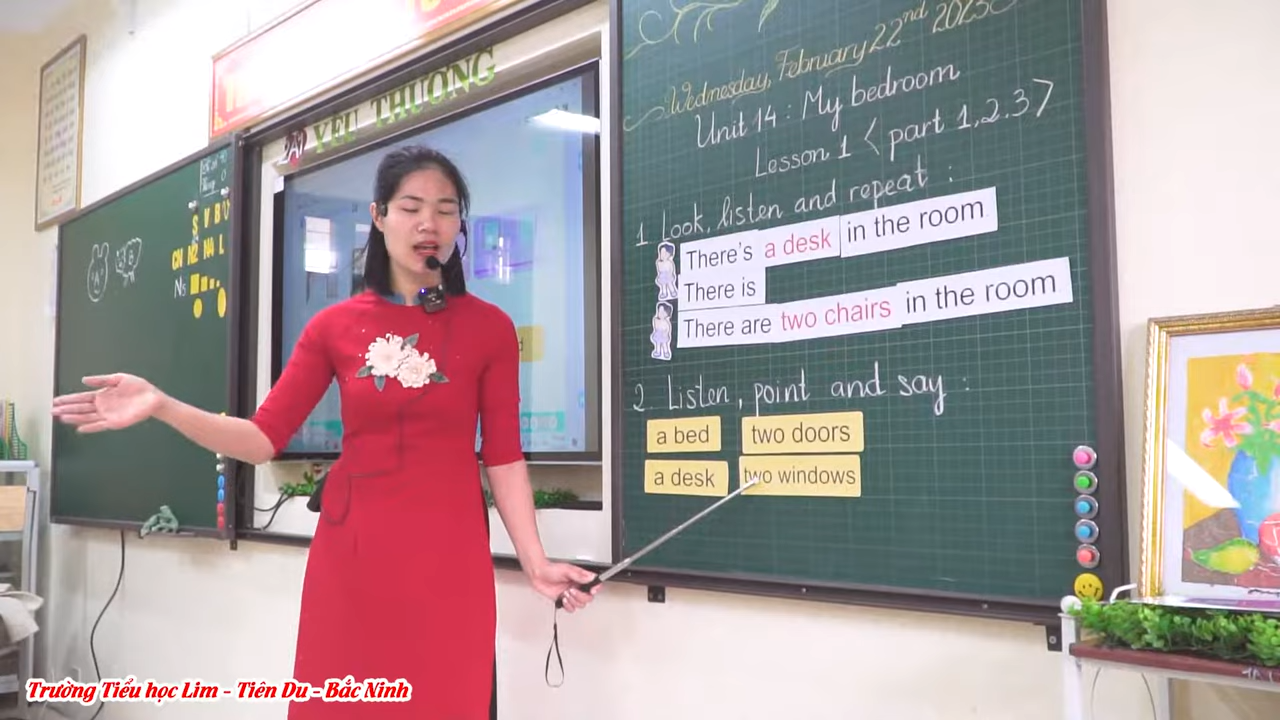 YÊU THƯƠNG
Wednesday, February 22nd 2023
Unit 14 : My bedroom
Lesson 1 < part 1,2.3 >
1 Look, listen and repeat :
There's a desk in the room
There is
There are two chairs in the room
2. Listen, point and say :
a bed two doors
a desk two windows
Trường Tiểu học Lim - Tiên Du - Bắc Ninh